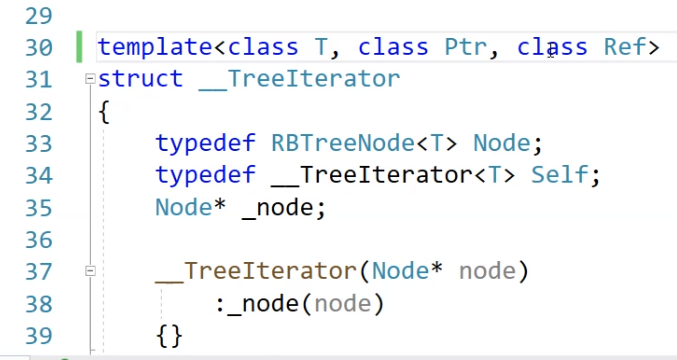 29
30 template<class T, class Ptr, class Ref>
31 struct __TreeIterator
32 {
33 typedef RBTreeNode<T> Node;
34 typedef __TreeIterator<T> Self;
35 Node* _node;
36
37 __TreeIterator(Node* node)
38 :_node(node)
39 {}